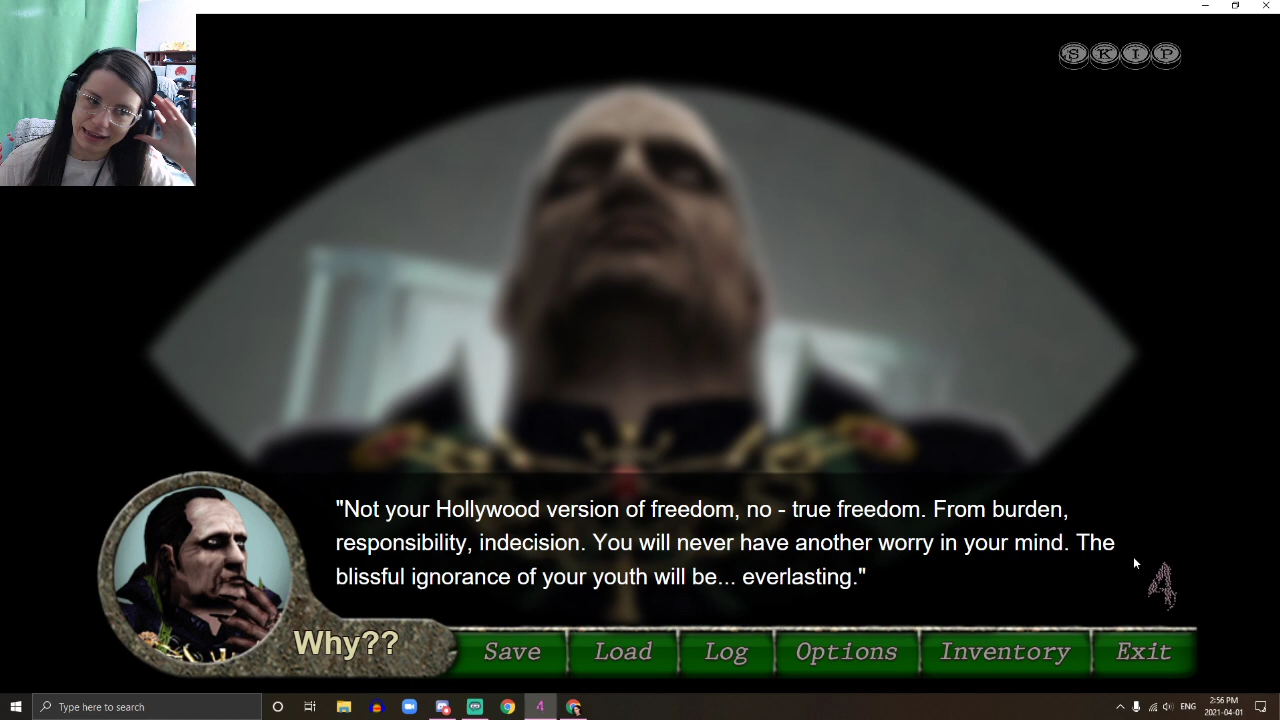 SKIP
"Not your Hollywood version of freedom, no - true freedom. From burden,
responsibility, indecision. You will never have another worry in your mind. The
blissful ignorance of your youth will be... everlasting."
Why??
Save Load Log Options Inventory Exit
Type here to search
ENG
2:56 PM
2021-04-01